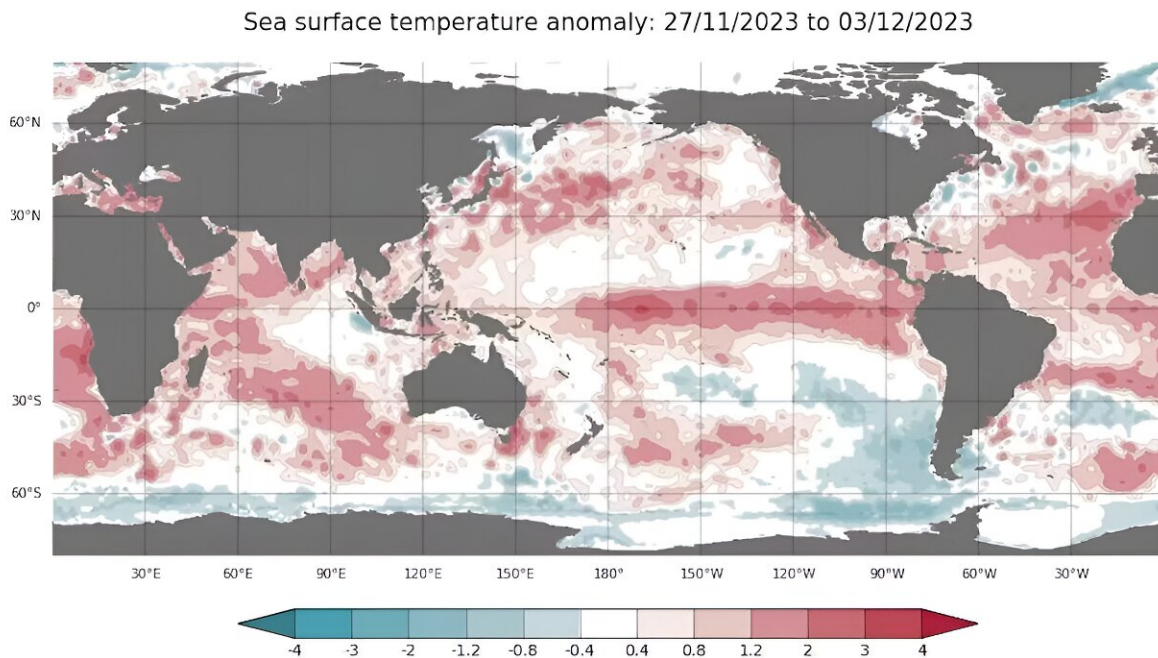 Sea surface temperature anomaly: 27/11/2023 to 03/12/2023
60°N
30°N
0°
30°S
60°S
30°E 60°E 90°E 120°E 150°E 180° 150°W 120°W 90°W 60°W 30°W
-4 -3 -2 -1.2 -0.8 -0.4 0.4 0.8 1.2 2 3 4